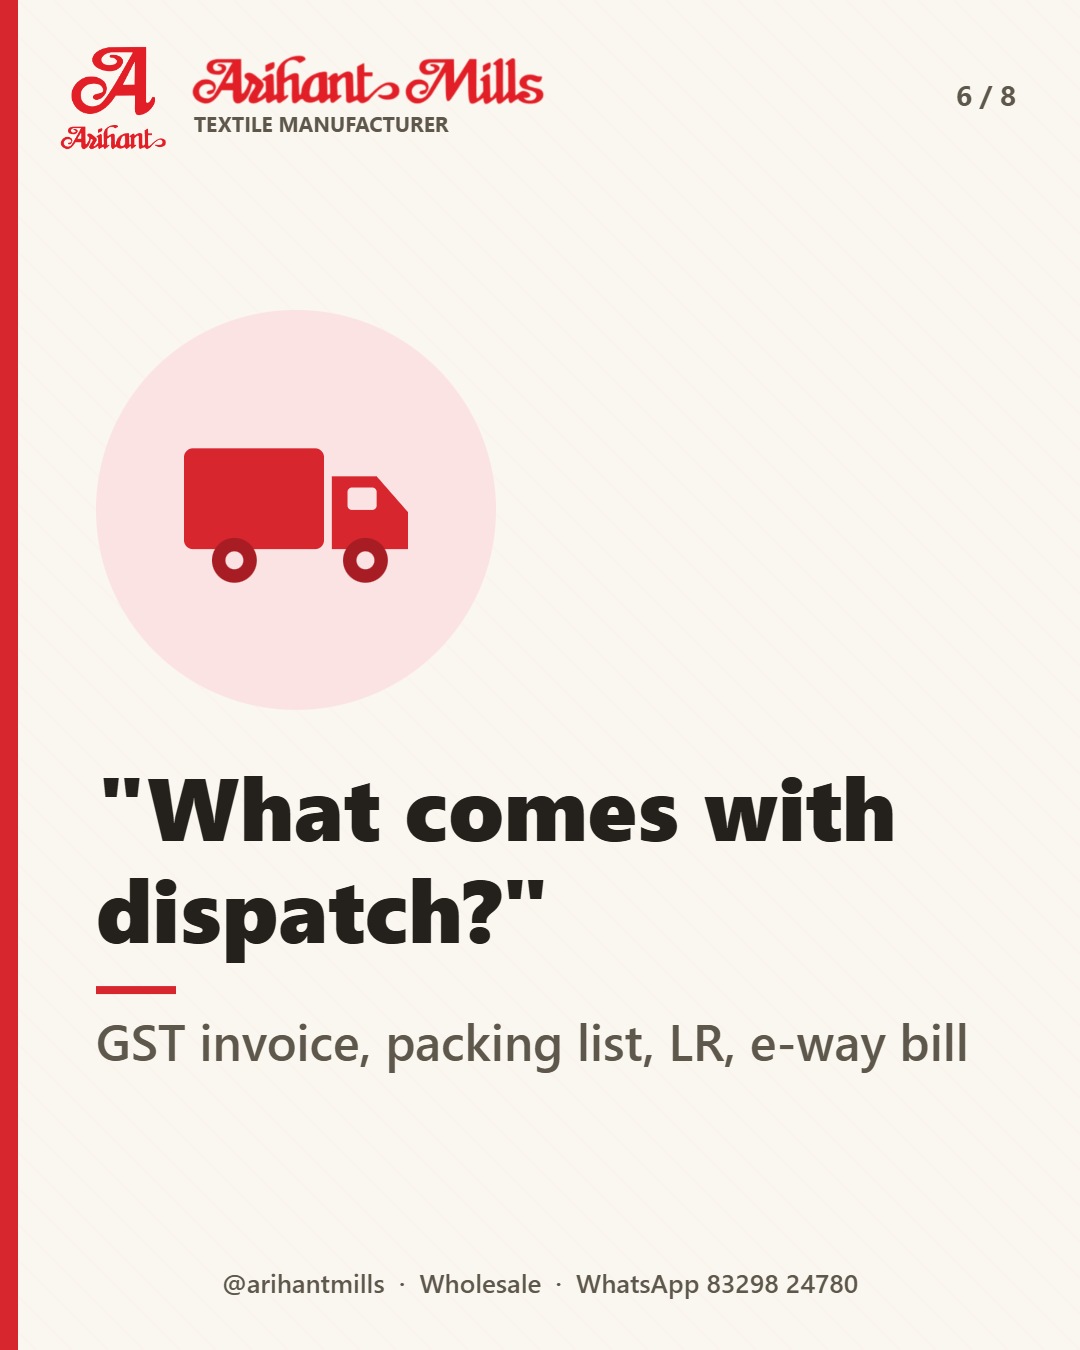 A
Arihant
Arihant Mills
TEXTILE MANUFACTURER
6 / 8
"What comes with
dispatch?"
GST invoice, packing list, LR, e-way bill
@arihantmills · Wholesale · WhatsApp 83298 24780